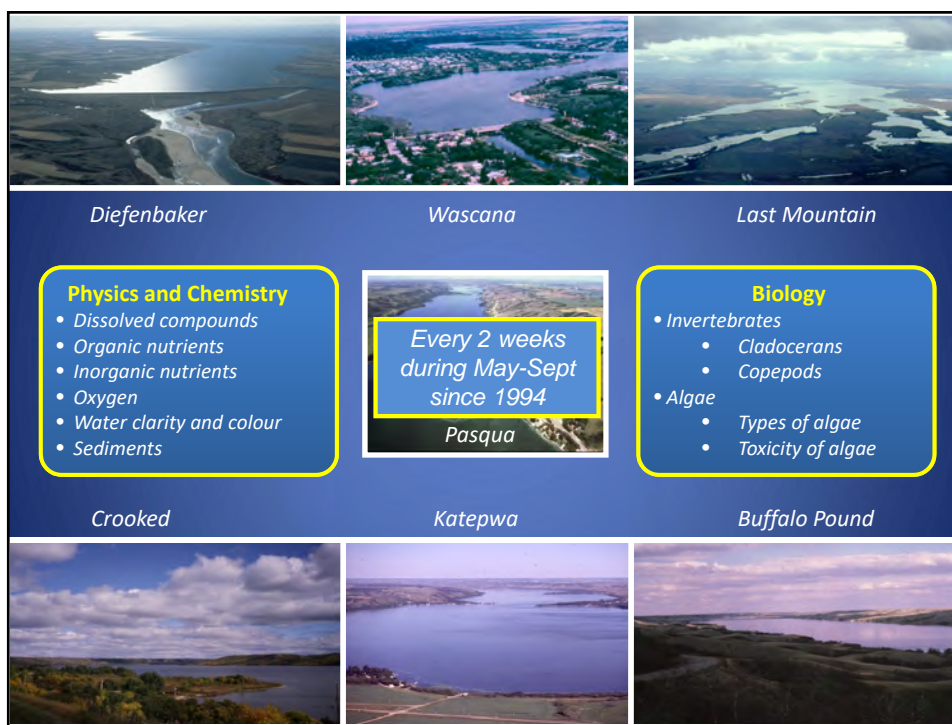 Diefenbaker
Wascana
Last Mountain
Physics and Chemistry
• Dissolved compounds
• Organic nutrients
• Inorganic nutrients
• Oxygen
• Water clarity and colour
• Sediments
Every 2 weeks
during May-Sept
since 1994
Pasqua
Biology
• Invertebrates
• Cladocerans
• Copepods
• Algae
• Types of algae
• Toxicity of algae
Crooked
Katepwa
Buffalo Pound